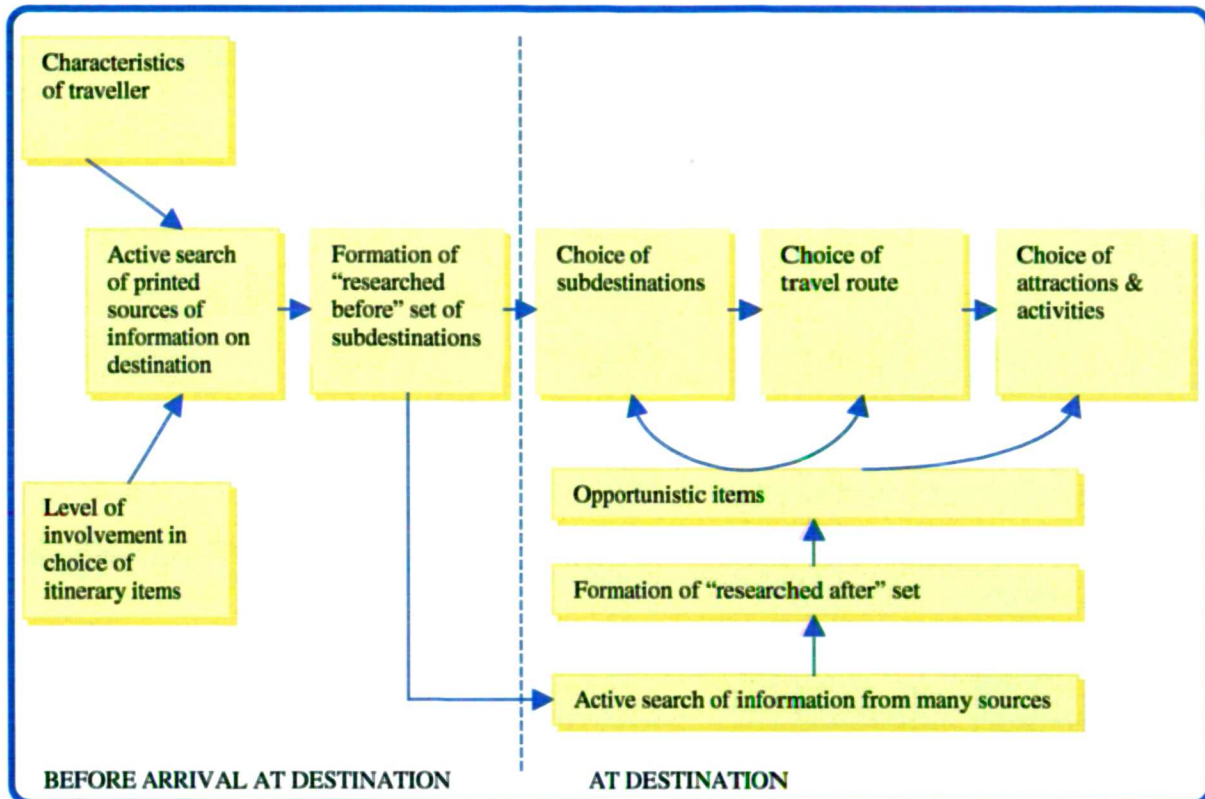 Characteristics
of traveller
Active search
of printed
sources of
information on
destination
Formation of
“researched
before” set of
subdestinations
Choice of
subdestinations
Choice of
travel route
Choice of
attractions &
activities
Level of
involvement in
choice of
itinerary items
Opportunistic items
Formation of “researched after” set
Active search of information from many sources
BEFORE ARRIVAL AT DESTINATION
AT DESTINATION